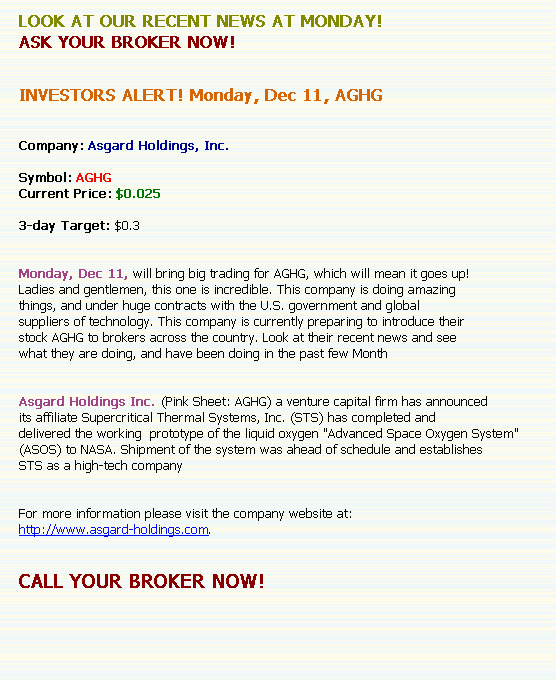 LOOK AT OUR RECENT NEWS AT MONDAY!
ASK YOUR BROKER NOW!
INVESTORS ALERT! Monday, Dec 11, AGHG
Company: Asgard Holdings, Inc.
Symbol: AGHG
Current Price: $0.025
3-day Target: $0.3
Monday, Dec 11, will bring big trading for AGHG, which will mean it goes up!
Ladies and gentlemen, this one is incredible. This company is doing amazing
things, and under huge contracts with the U.S. government and global
suppliers of technology. This company is currently preparing to introduce their
stock AGHG to brokers across the country. Look at their recent news and see
what they are doing, and have been doing in the past few Month
Asgard Holdings Inc. (Pink Sheet: AGHG) a venture capital firm has announced
its affiliate Supercritical Thermal Systems, Inc. (STS) has completed and
delivered the working prototype of the liquid oxygen "Advanced Space Oxygen System"
(ASOS) to NASA. Shipment of the system was ahead of schedule and establishes
STS as a high-tech company
For more information please visit the company website at:
http://www.asgard-holdings.com.
CALL YOUR BROKER NOW!